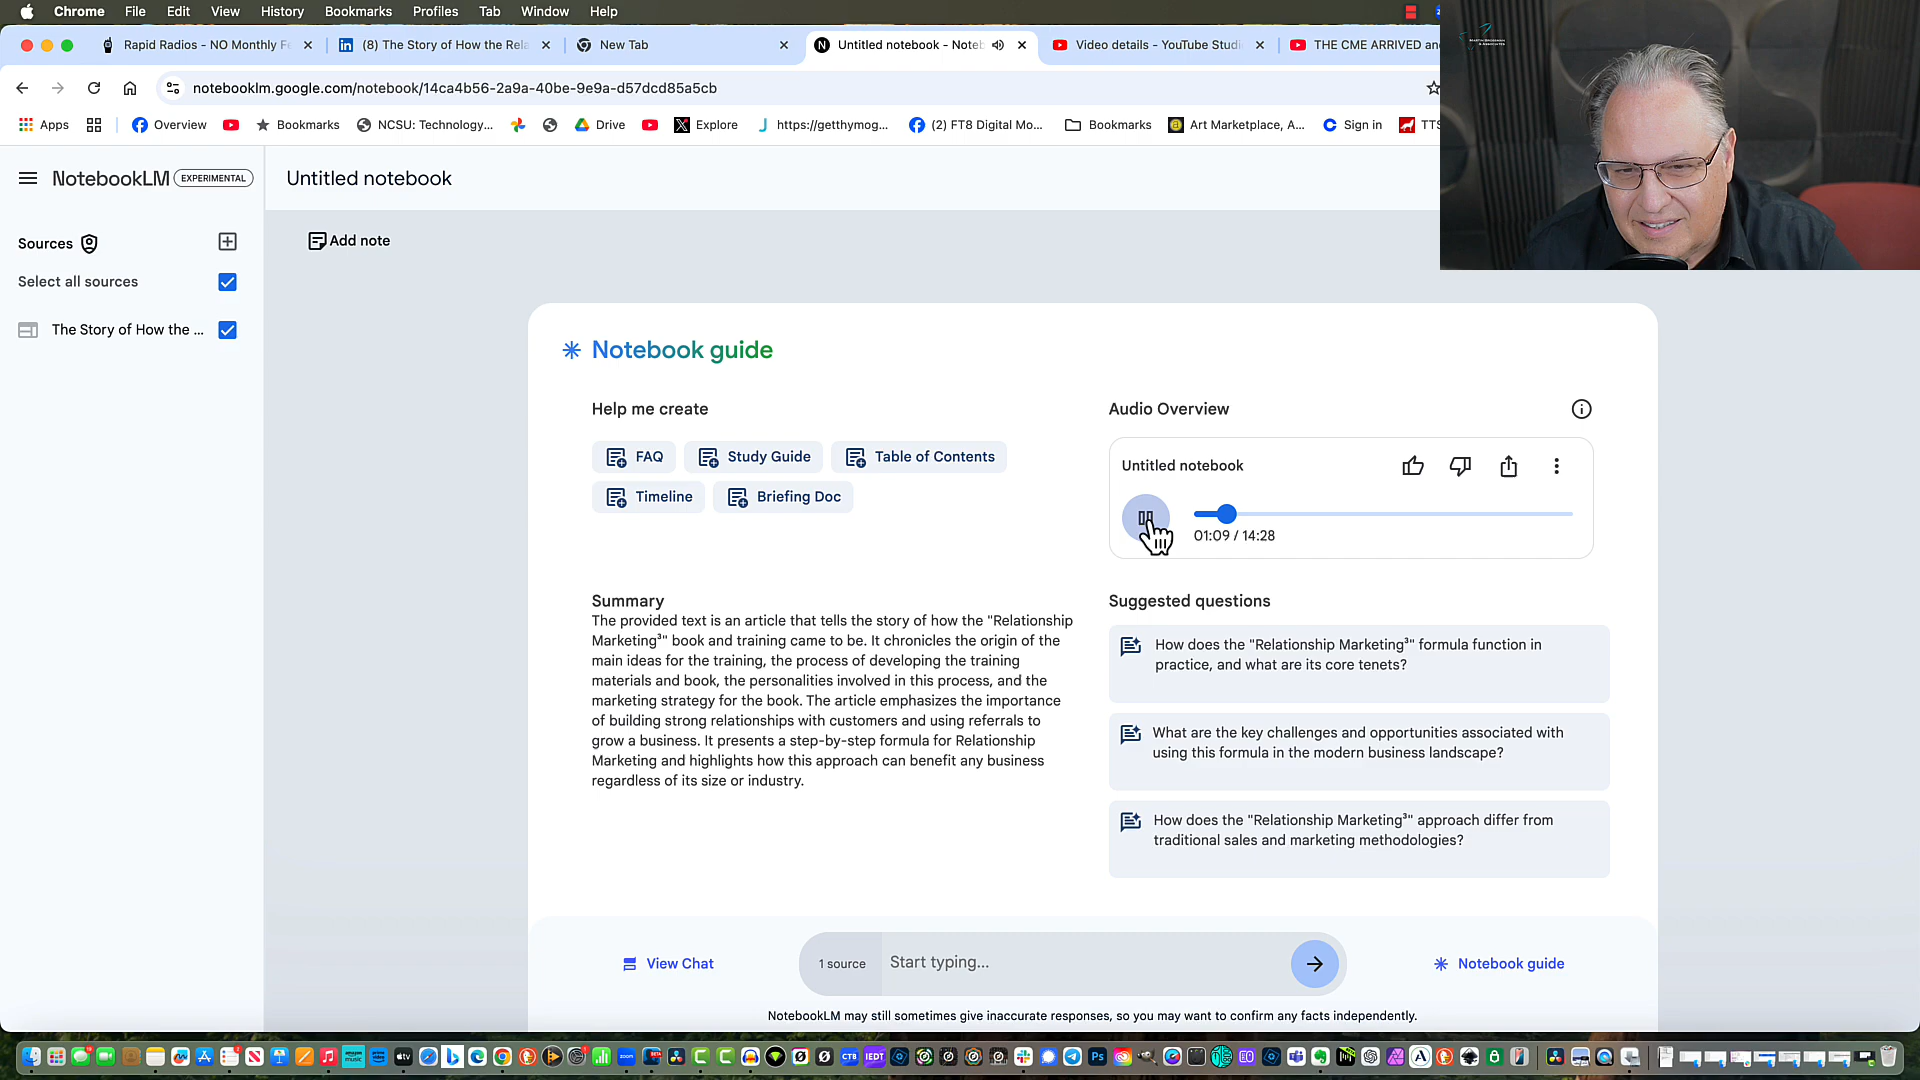 Chrome File Edit View History Bookmarks Profiles Tab Window Help
Rapid Radios - NO Monthly F
(8) The Story of How the Rela
New Tab
Untitled notebook - Noteb
Video details - YouTube Studi
THE CME ARRIVED an
notebooklm.google.com/notebook/14ca4b56-2a9a-40be-9e9a-d57dcd85a5cb
Apps Overview Bookmarks NCSU: Technology... Drive Explore https://getthymog... (2) FT8 Digital Mo... Bookmarks Art Marketplace, A... Sign in TTS
NotebookLM EXPERIMENTAL
Untitled notebook
Sources
Add note
Select all sources
The Story of How the ...
Notebook guide
Help me create
FAQ Study Guide Table of Contents
Timeline Briefing Doc
Audio Overview
Untitled notebook
01:09 / 14:28
Summary
The provided text is an article that tells the story of how the "Relationship
Marketing³" book and training came to be. It chronicles the origin of the
main ideas for the training, the process of developing the training
materials and book, the personalities involved in this process, and the
marketing strategy for the book. The article emphasizes the importance
of building strong relationships with customers and using referrals to
grow a business. It presents a step-by-step formula for Relationship
Marketing and highlights how this approach can benefit any business
regardless of its size or industry.
Suggested questions
How does the "Relationship Marketing³" formula function in
practice, and what are its core tenets?
What are the key challenges and opportunities associated with
using this formula in the modern business landscape?
How does the "Relationship Marketing³" approach differ from
traditional sales and marketing methodologies?
View Chat
1 source
Start typing...
Notebook guide
NotebookLM may still sometimes give inaccurate responses, so you may want to confirm any facts independently.